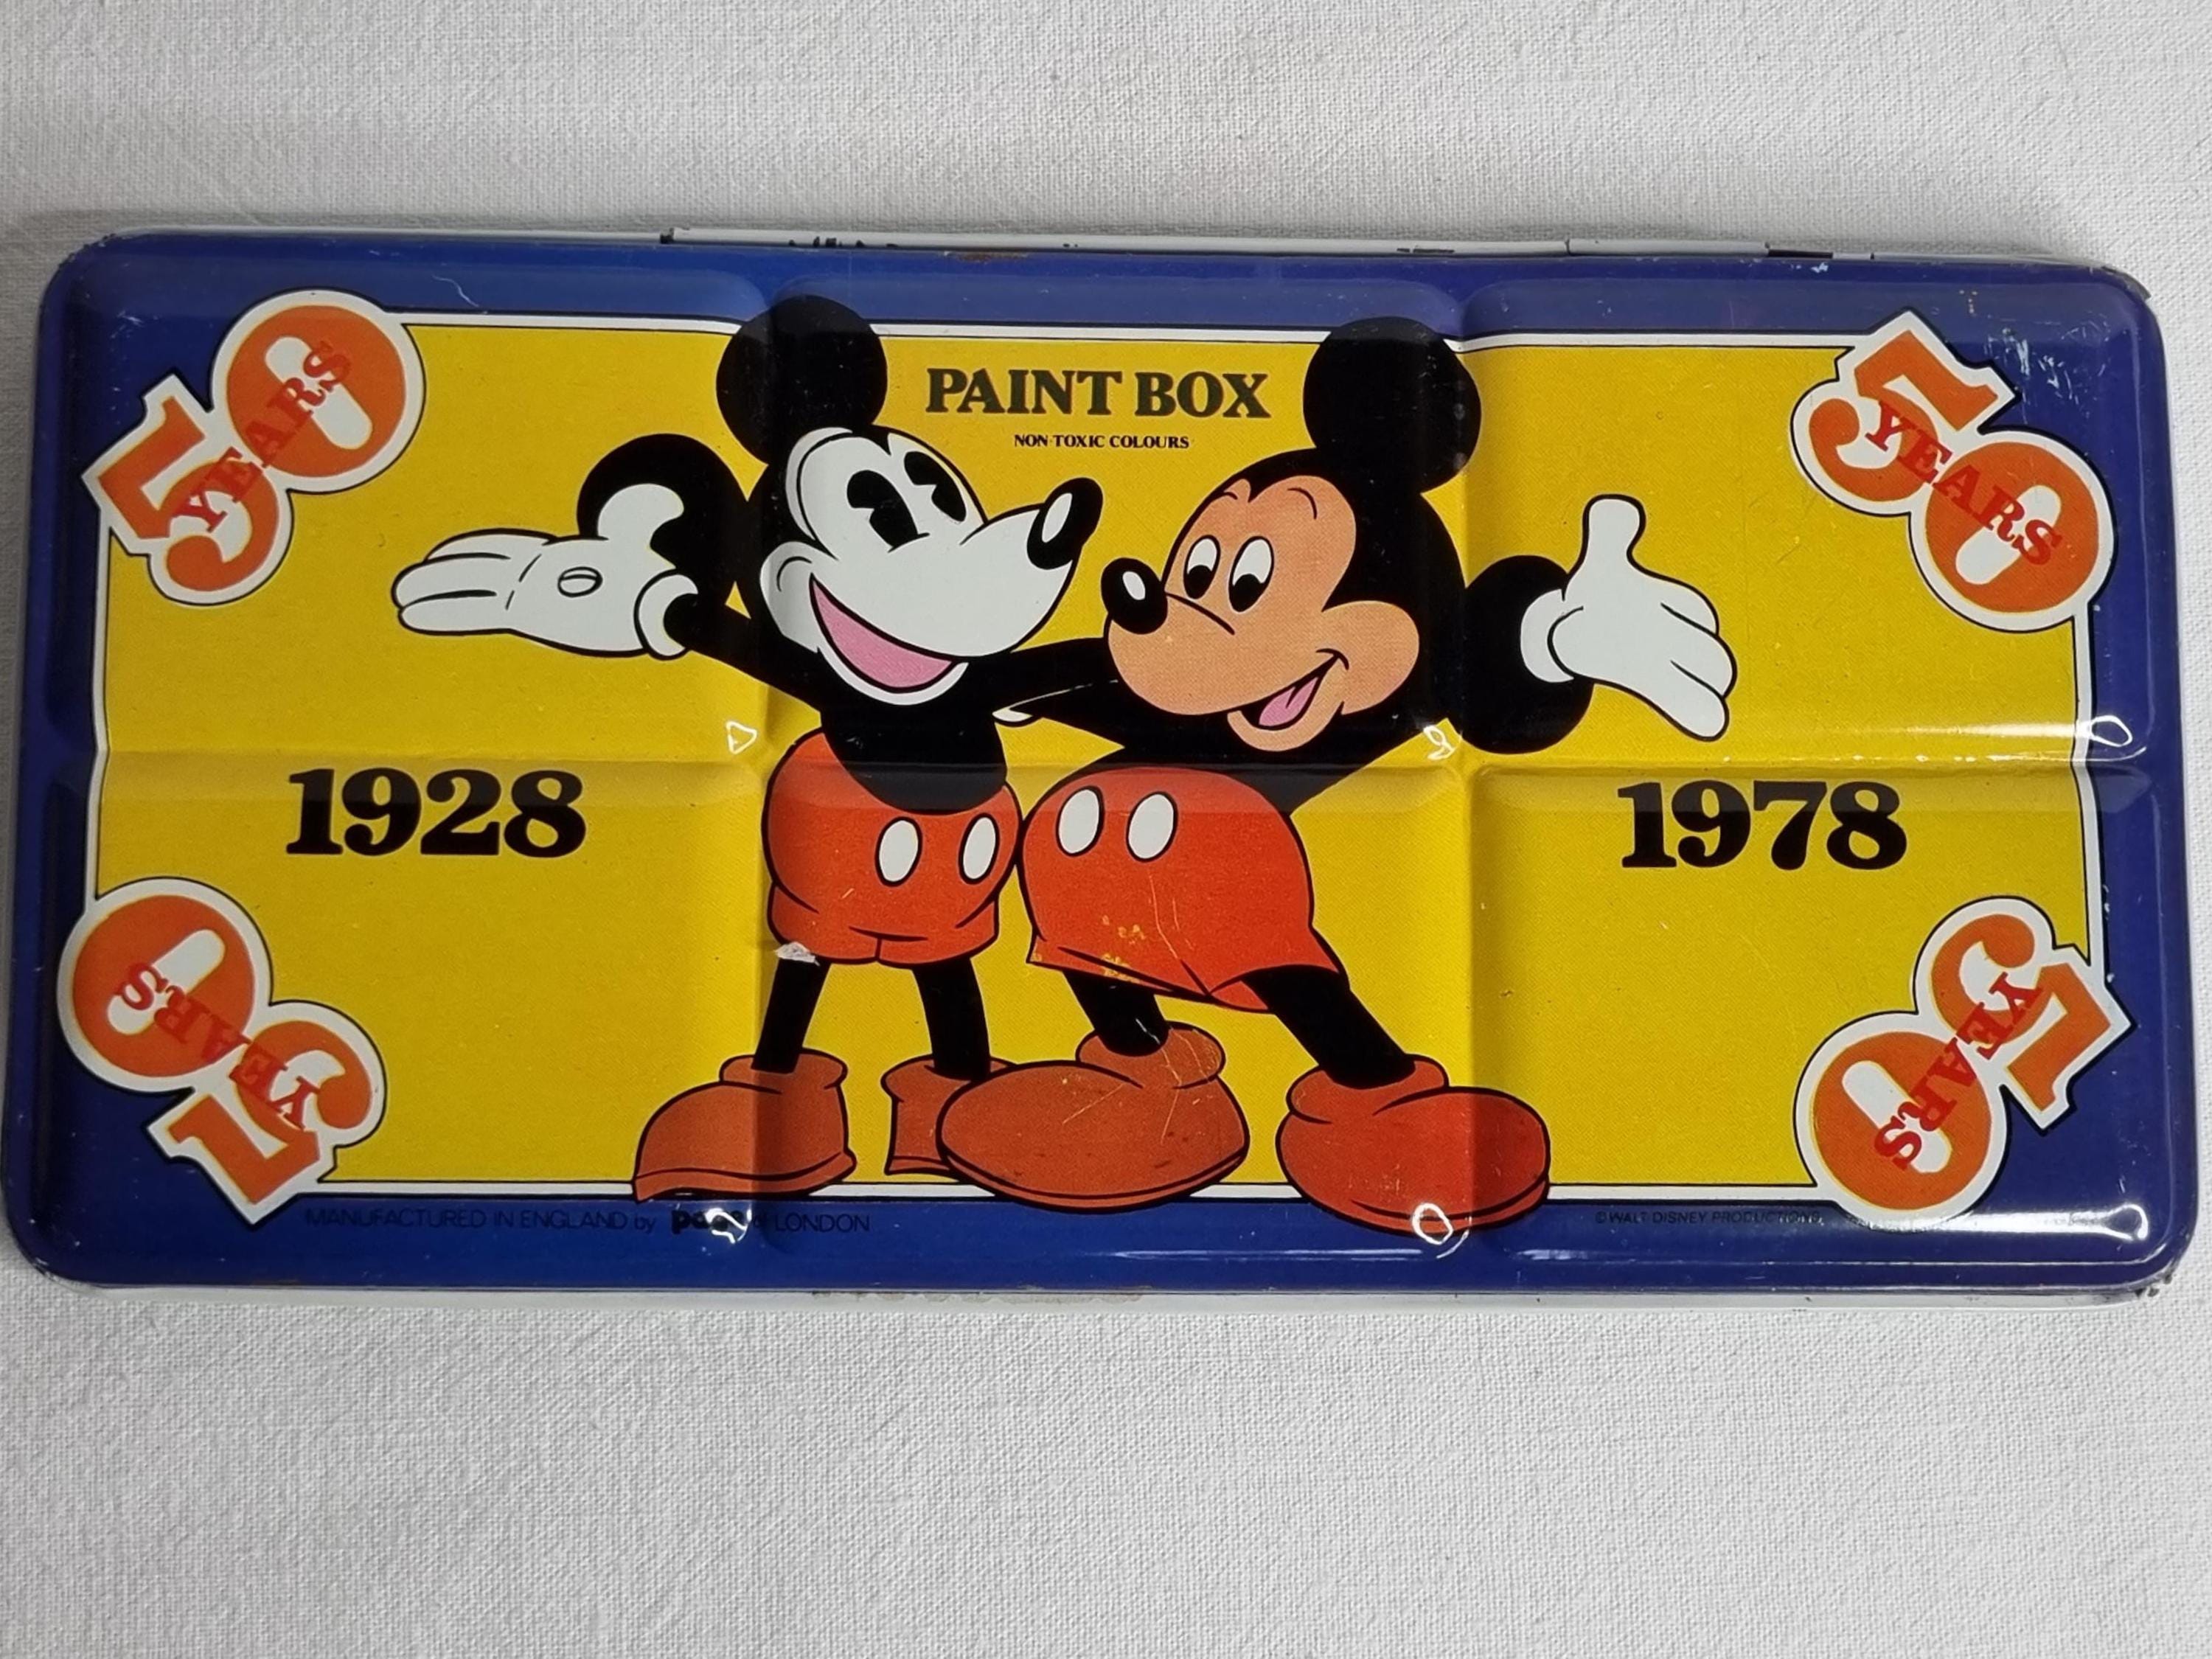 50
YEARS
PAINT BOX
NON-TOXIC COLOURS
50
YEARS
1928
1978
50
YEARS
50
YEARS
MANUFACTURED IN ENGLAND by of LONDON
©WALT DISNEY PRODUCTIONS